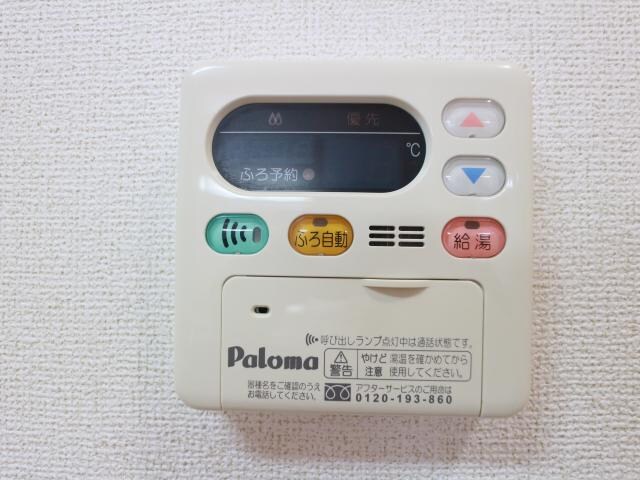 優先
℃
ふろ予約
ふろ自動
給湯
呼び出しランプ点灯中は通話状態です。
Paloma
警告
やけど 湯温を確かめてから
注意 使用してください。
器種名をご確認のうえ
お電話してください。
アフターサービスのご用命は
0120-193-860